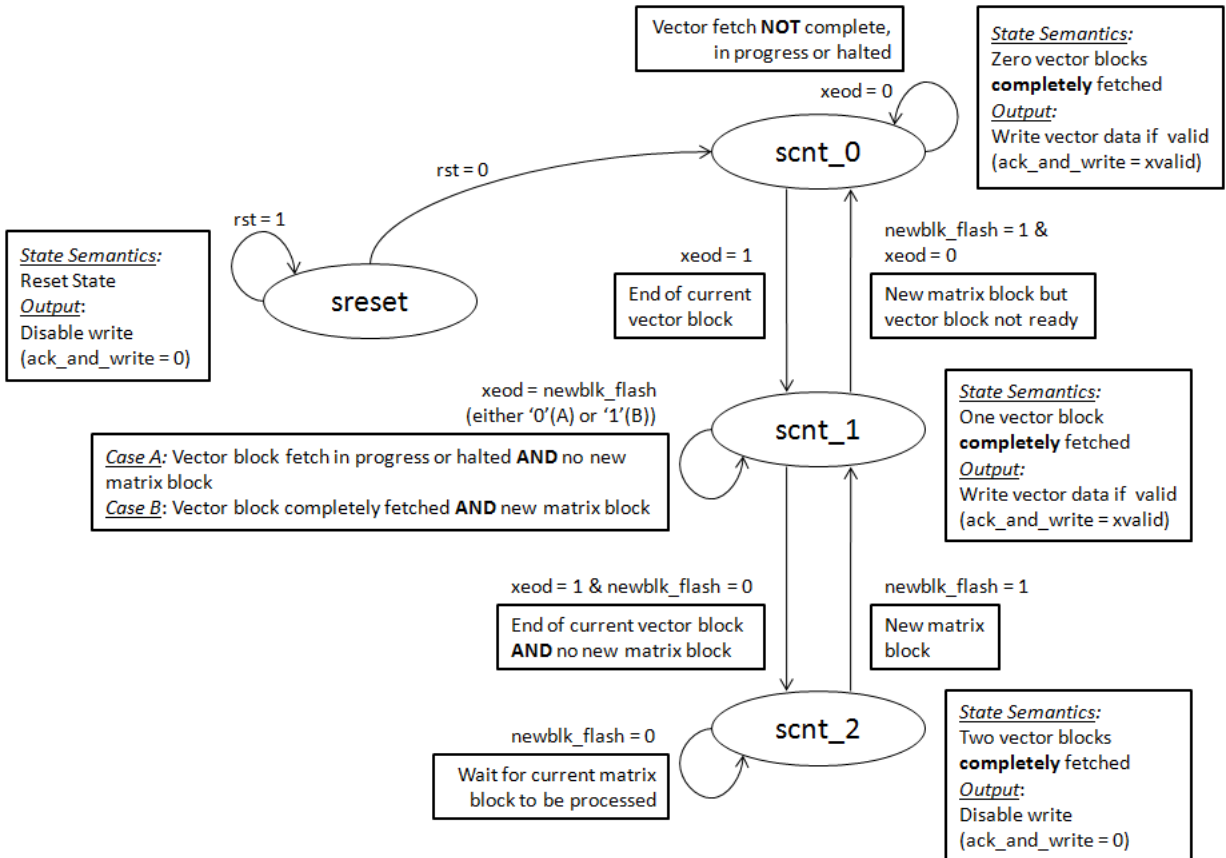 Vector fetch NOT complete,
in progress or halted
State Semantics:
Zero vector blocks
completely fetched
Output:
Write vector data if valid
(ack_and_write = xvalid)
xeod = 0
scnt_0
rst = 0
rst = 1
State Semantics:
Reset State
Output:
Disable write
(ack_and_write = 0)
sreset
xeod = 1
End of current
vector block
newblk_flash = 1 &
xeod = 0
New matrix block but
vector block not ready
xeod = newblk_flash
(either ‘0’(A) or ‘1’(B))
Case A: Vector block fetch in progress or halted AND no new
matrix block
Case B: Vector block completely fetched AND new matrix block
scnt_1
State Semantics:
One vector block
completely fetched
Output:
Write vector data if valid
(ack_and_write = xvalid)
xeod = 1 & newblk_flash = 0
End of current vector block
AND no new matrix block
newblk_flash = 1
New matrix
block
newblk_flash = 0
Wait for current matrix
block to be processed
scnt_2
State Semantics:
Two vector blocks
completely fetched
Output:
Disable write
(ack_and_write = 0)